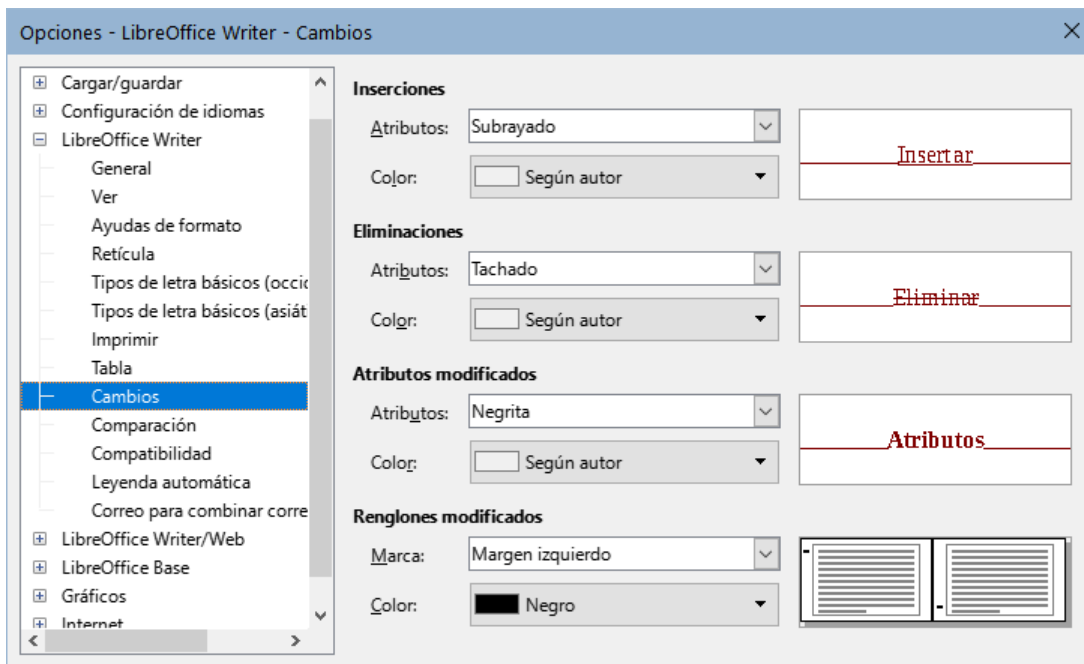 Opciones - LibreOffice Writer - Cambios
Cargar/guardar
Configuración de idiomas
LibreOffice Writer
General
Ver
Ayudas de formato
Retícula
Tipos de letra básicos (occid
Tipos de letra básicos (asiát
Imprimir
Tabla
Cambios
Comparación
Compatibilidad
Leyenda automática
Correo para combinar corre
LibreOffice Writer/Web
LibreOffice Base
Gráficos
Internet
Inserciones
Atributos: Subrayado
Insertar
Color: Según autor
Eliminaciones
Atributos: Tachado
Eliminar
Color: Según autor
Atributos modificados
Atributos: Negrita
Atributos
Color: Según autor
Renglones modificados
Marca: Margen izquierdo
Color: Negro